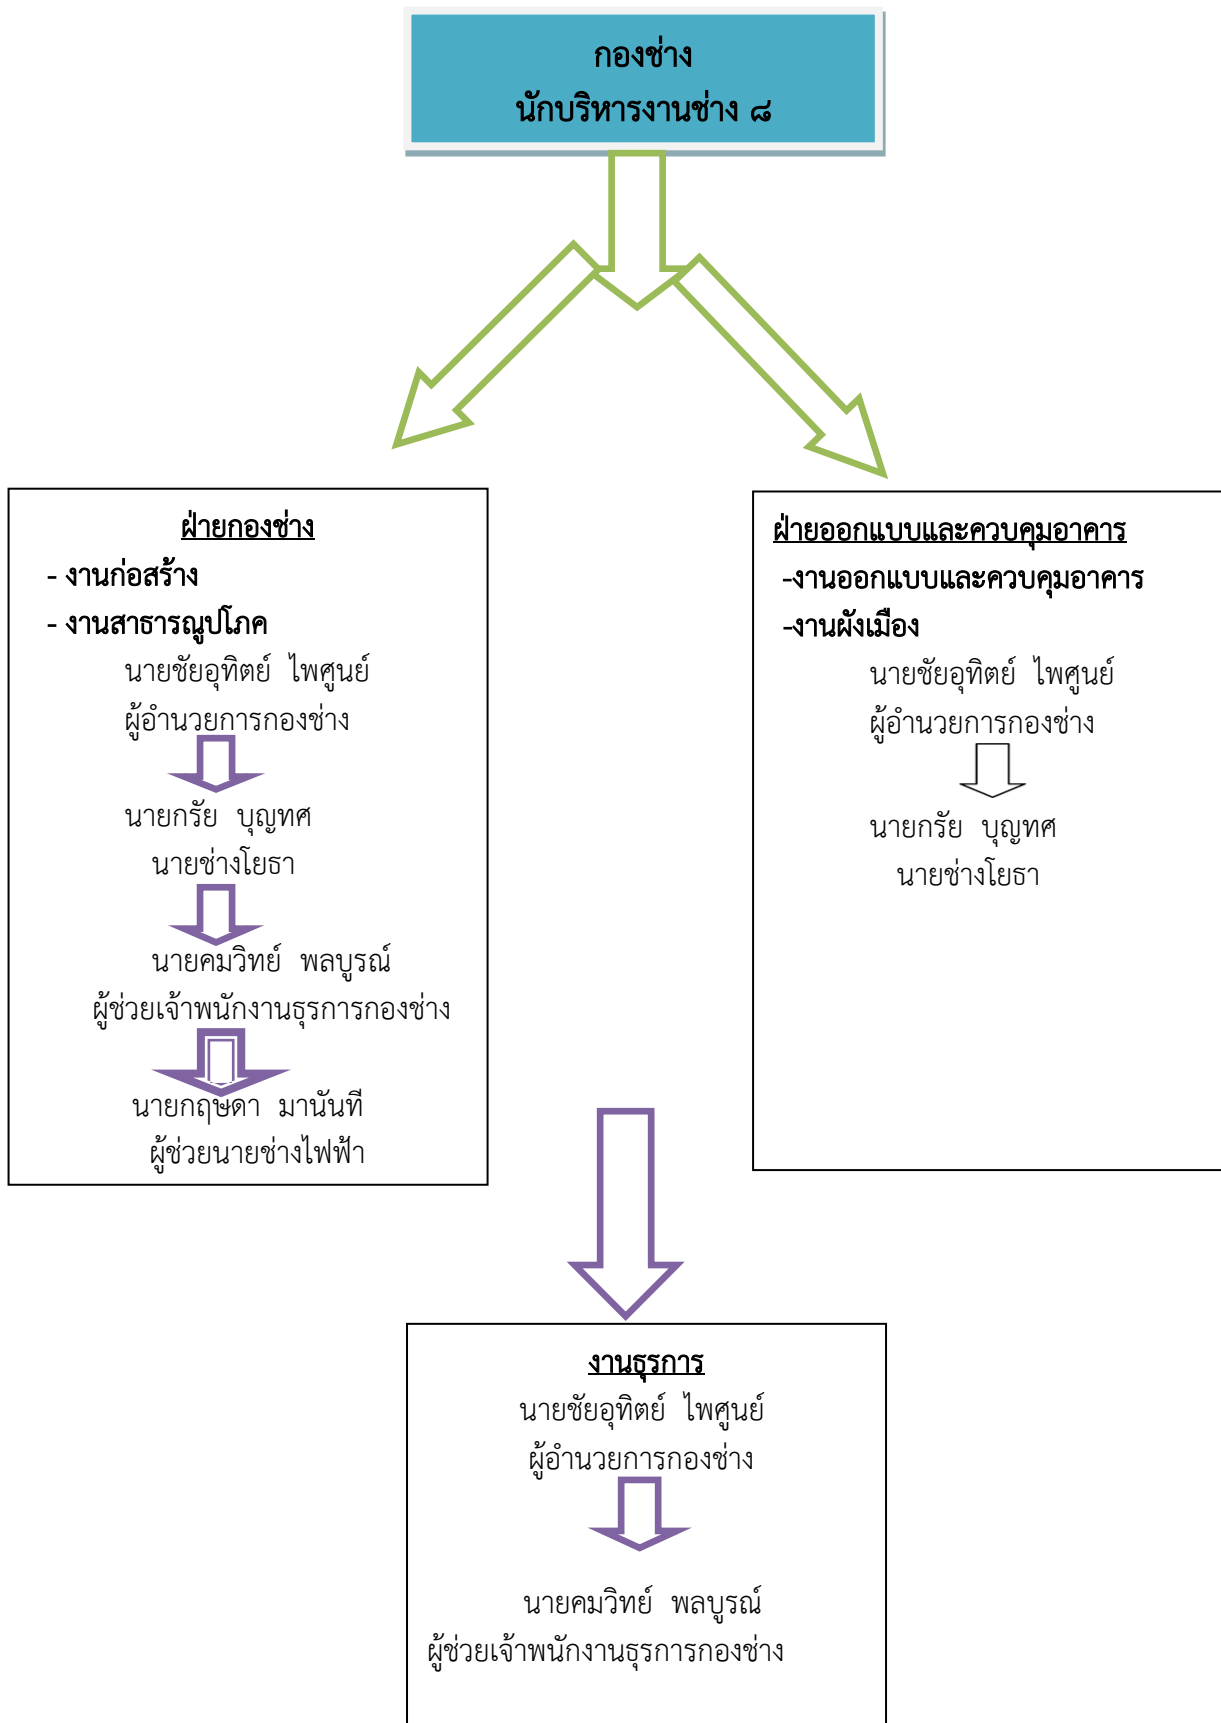 กองช่าง
นักบริหารงานช่าง ๘
ฝ่ายกองช่าง
- งานก่อสร้าง
- งานสาธารณูปโภค
นายชัยอุทิตย์ ไพศูนย์
ผู้อำนวยการกองช่าง
นายกรัย บุญทศ
นายช่างโยธา
นายคมวิทย์ พลบูรณ์
ผู้ช่วยเจ้าพนักงานธุรการกองช่าง
นายกฤษดา มานันที
ผู้ช่วยนายช่างไฟฟ้า
ฝ่ายออกแบบและควบคุมอาคาร
-งานออกแบบและควบคุมอาคาร
-งานผังเมือง
นายชัยอุทิตย์ ไพศูนย์
ผู้อำนวยการกองช่าง
นายกรัย บุญทศ
นายช่างโยธา
งานธุรการ
นายชัยอุทิตย์ ไพศูนย์
ผู้อำนวยการกองช่าง
นายคมวิทย์ พลบูรณ์
ผู้ช่วยเจ้าพนักงานธุรการกองช่าง